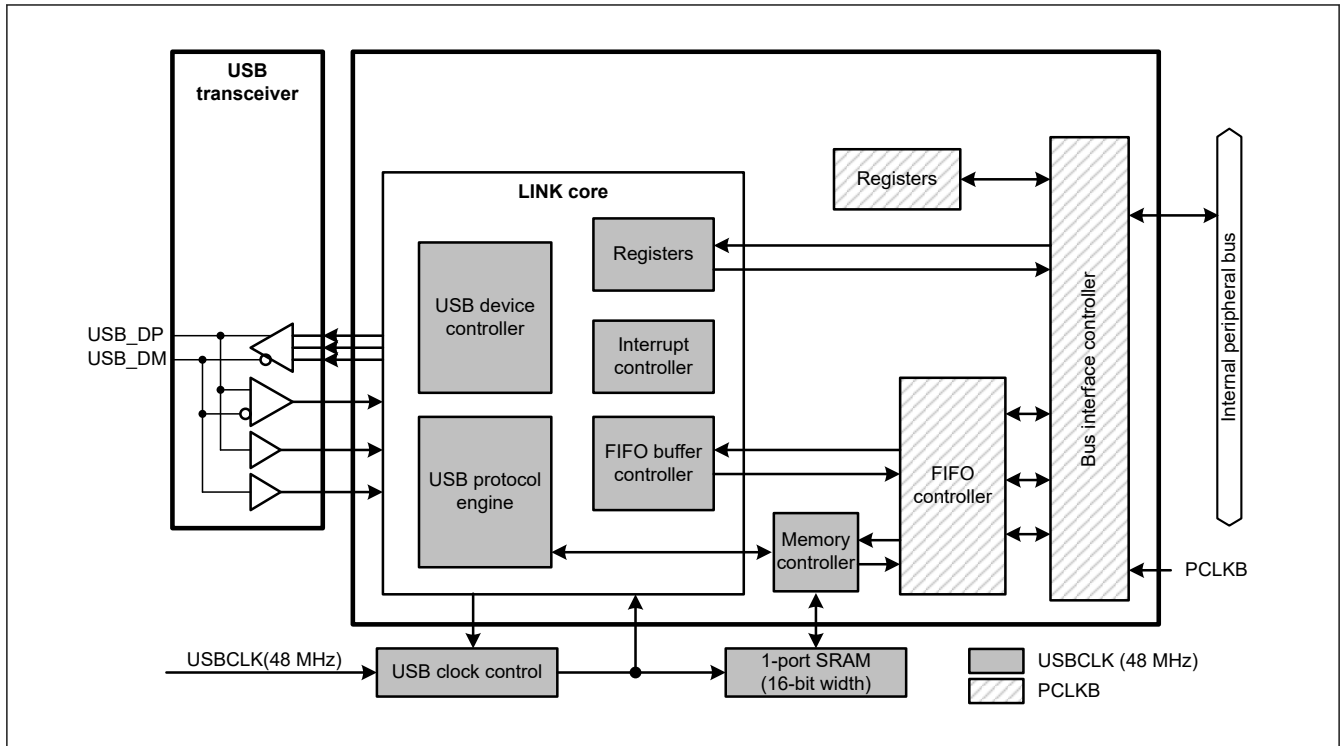 USB
transceiver
LINK core
Registers
Registers
USB device
controller
Interrupt
controller
USB_DP
USB_DM
USB protocol
engine
FIFO buffer
controller
FIFO
controller
Memory
controller
Bus interface controller
Internal peripheral bus
PCLKB
USBCLK(48 MHz)
USB clock control
1-port SRAM
(16-bit width)
USBCLK (48 MHz)
PCLKB